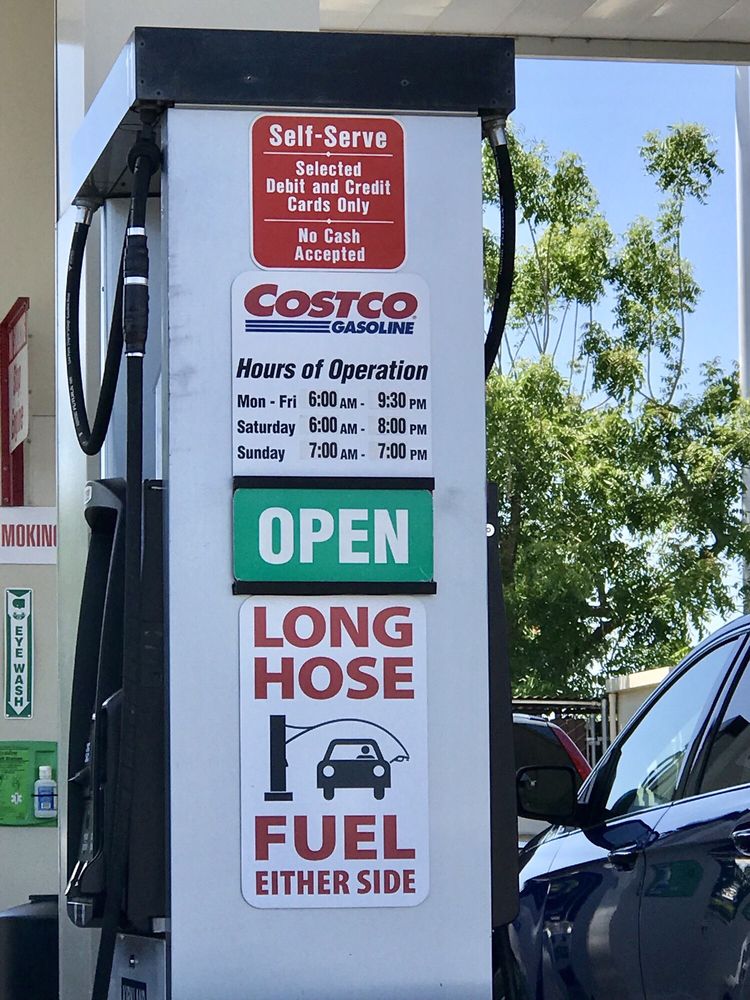 Self-Serve
Selected
Debit and Credit
Cards Only
No Cash
Accepted
COSTCO
GASOLINE
Hours of Operation
Mon - Fri 6:00 AM - 9:30 PM
Saturday 6:00 AM - 8:00 PM
Sunday 7:00 AM - 7:00 PM
OPEN
LONG
HOSE
FUEL
EITHER SIDE
MOKIN
EYE WASH